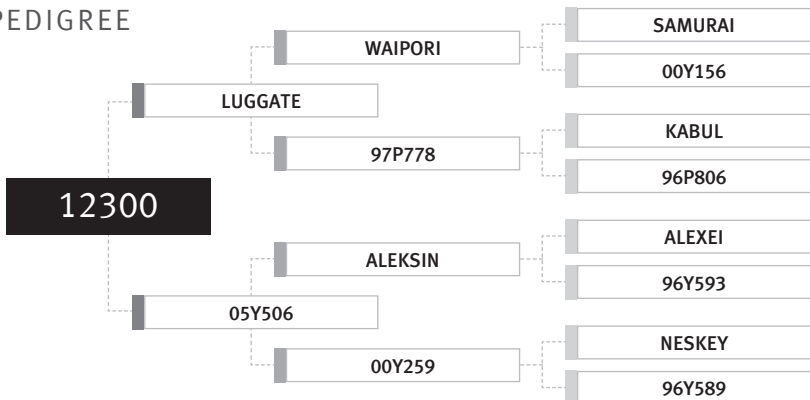 PEDIGREE
SAMURAI
WAIPORI
00Y156
LUGGATE
KABUL
97P778
96P806
12300
ALEXEI
ALEKSIN
96Y593
05Y506
NESKEY
00Y259
96Y589